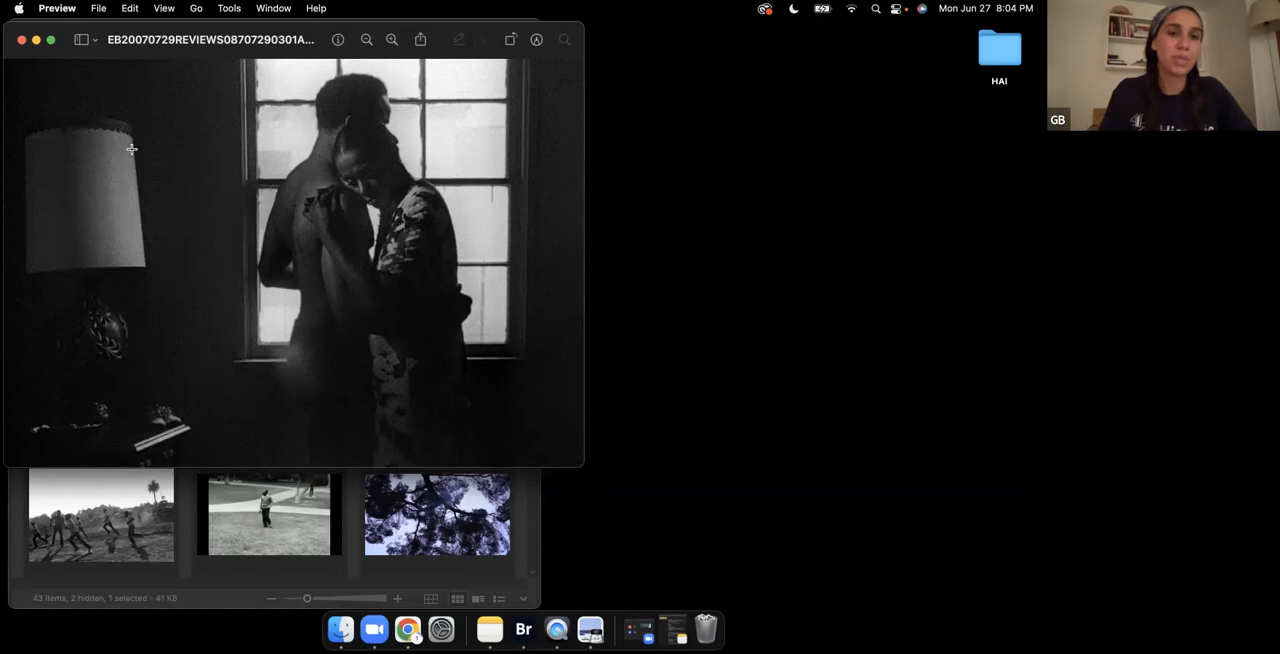 Preview File Edit View Go Tools Window Help
Mon Jun 27 8:04 PM
EB20070729REVIEWS08707290301A...
HAI
GB
43 items, 2 hidden, 1 selected - 41 KB
Br